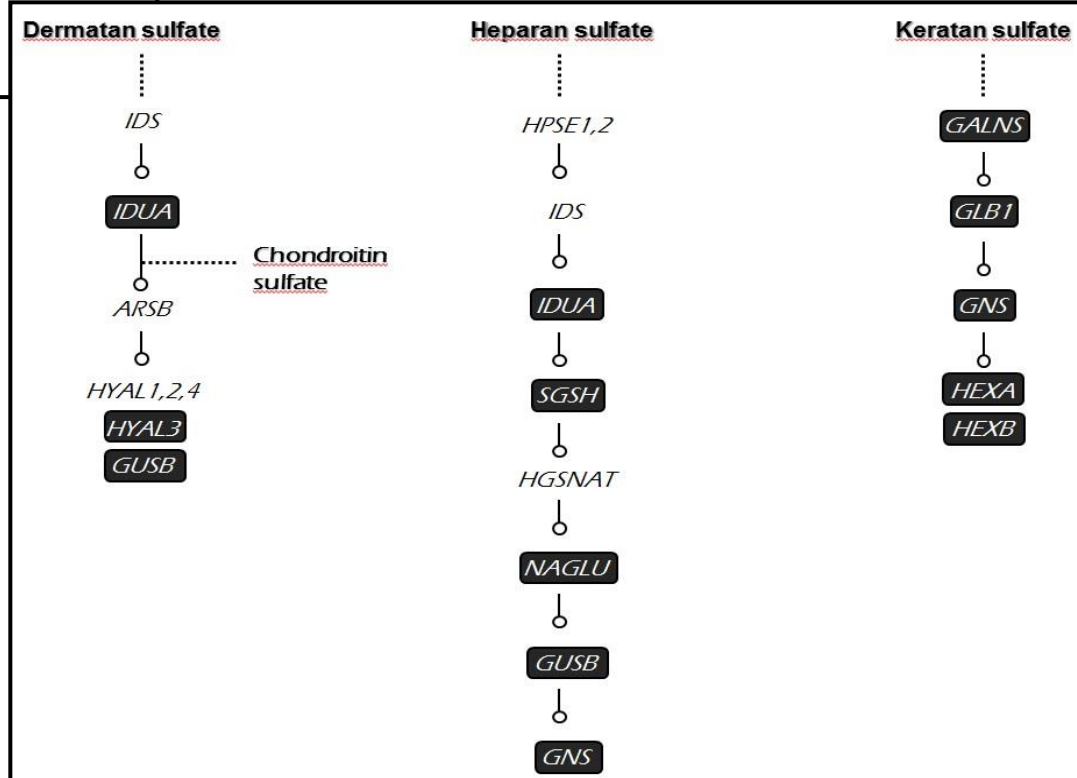 Dermatan sulfate
IDS
IDUA
Chondroitin
sulfate
ARSB
HYAL1,2,4
HYAL3
GUSB
Heparan sulfate
HPSE1,2
IDS
IDUA
SGSH
HGSNAT
NAGLU
GUSB
GNS
Keratan sulfate
GALNS
GLB1
GNS
HEXA
HEXB